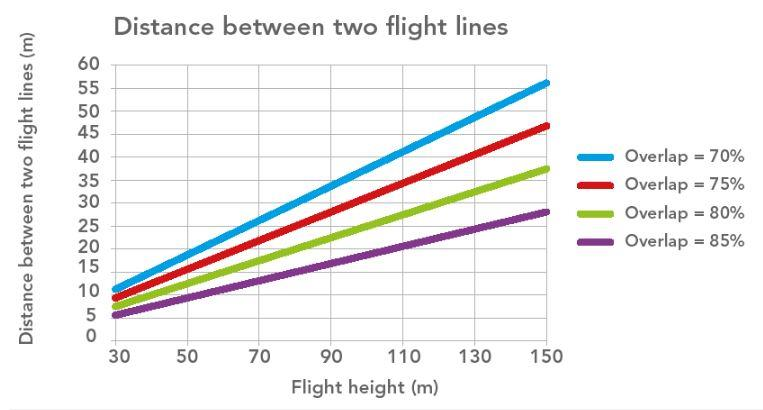 Distance between two flight lines
Distance between two flight lines (m)
60
55
50
45
40
35
30
25
20
15
10
5
0
30 50 70 90 110 130 150
Flight height (m)
Overlap = 70%
Overlap = 75%
Overlap = 80%
Overlap = 85%